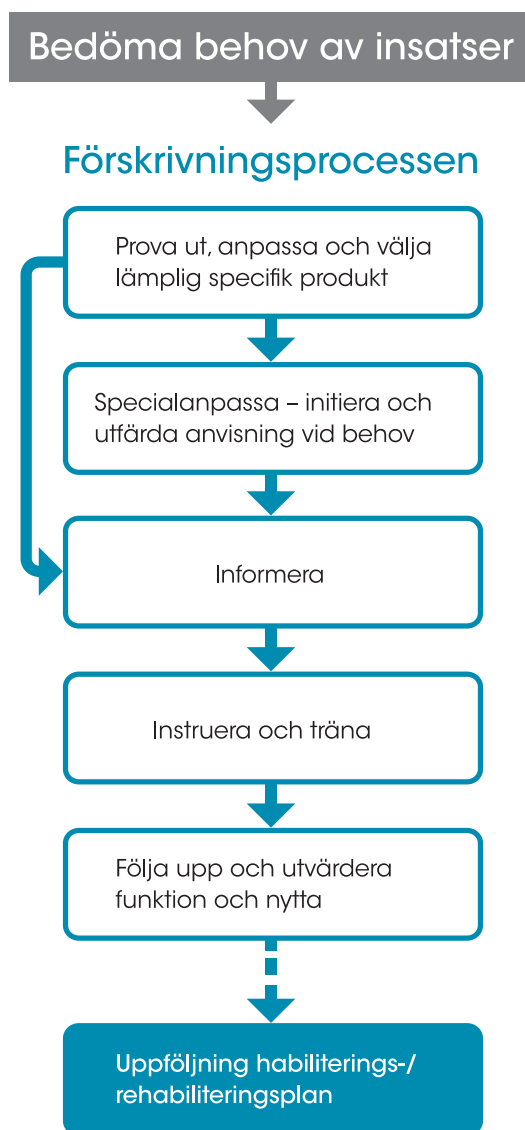 Bedöma behov av insatser
Förskrivningsprocessen
Prova ut, anpassa och välja
lämplig specifik produkt
Specialanpassa – initiera och
utfärda anvisning vid behov
Informera
Instruera och träna
Följa upp och utvärdera
funktion och nytta
Uppföljning habiliterings-/
rehabiliteringsplan